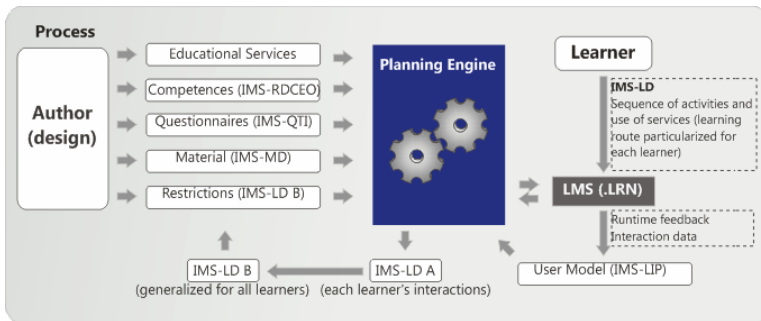 Process
Author
(design)
Educational Services
Competences (IMS-RDCEO)
Questionnaires (IMS-QTI)
Material (IMS-MD)
Restrictions (IMS-LD B)
Planning Engine
Learner
IMS-LD
Sequence of activities and
use of services (learning
route particularized for
each learner)
LMS (.LRN)
Runtime feedback
Interaction data
User Model (IMS-LIP)
IMS-LD A
(each learner's interactions)
IMS-LD B
(generalized for all learners)